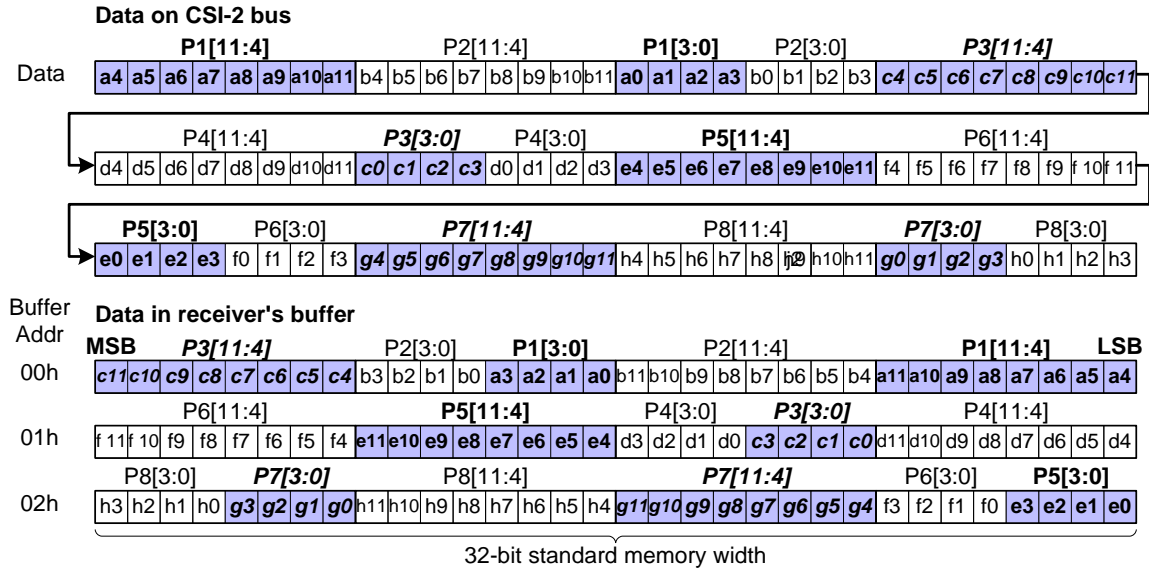 Data on CSI-2 bus
P1[11:4] P2[11:4] P1[3:0] P2[3:0] P3[11:4]
Data a4 a5 a6 a7 a8 a9 a10 a11 b4 b5 b6 b7 b8 b9 b10 b11 a0 a1 a2 a3 b0 b1 b2 b3 c4 c5 c6 c7 c8 c9 c10 c11
P4[11:4] P3[3:0] P4[3:0] P5[11:4] P6[11:4]
d4 d5 d6 d7 d8 d9 d10 d11 c0 c1 c2 c3 d0 d1 d2 d3 e4 e5 e6 e7 e8 e9 e10 e11 f4 f5 f6 f7 f8 f9 f 10 f 11
P5[3:0] P6[3:0] P7[11:4] P8[11:4] P7[3:0] P8[3:0]
e0 e1 e2 e3 f0 f1 f2 f3 g4 g5 g6 g7 g8 g9 g10 g11 h4 h5 h6 h7 h8 h10 h11 g0 g1 g2 g3 h0 h1 h2 h3
Buffer
Addr
Data in receiver's buffer
MSB P3[11:4] P2[3:0] P1[3:0] P2[11:4] P1[11:4] LSB
00h c11 c10 c9 c8 c7 c6 c5 c4 b3 b2 b1 b0 a3 a2 a1 a0 b11 b10 b9 b8 b7 b6 b5 b4 a11 a10 a9 a8 a7 a6 a5 a4
P6[11:4] P5[11:4] P4[3:0] P3[3:0] P4[11:4]
01h f 11 f 10 f9 f8 f7 f6 f5 f4 e11 e10 e9 e8 e7 e6 e5 e4 d3 d2 d1 d0 c3 c2 c1 c0 d11 d10 d9 d8 d7 d6 d5 d4
P8[3:0] P7[3:0] P8[11:4] P7[11:4] P6[3:0] P5[3:0]
02h h3 h2 h1 h0 g3 g2 g1 g0 h11 h10 h9 h8 h7 h6 h5 h4 g11 g10 g9 g8 g7 g6 g5 g4 f3 f2 f1 f0 e3 e2 e1 e0
32-bit standard memory width